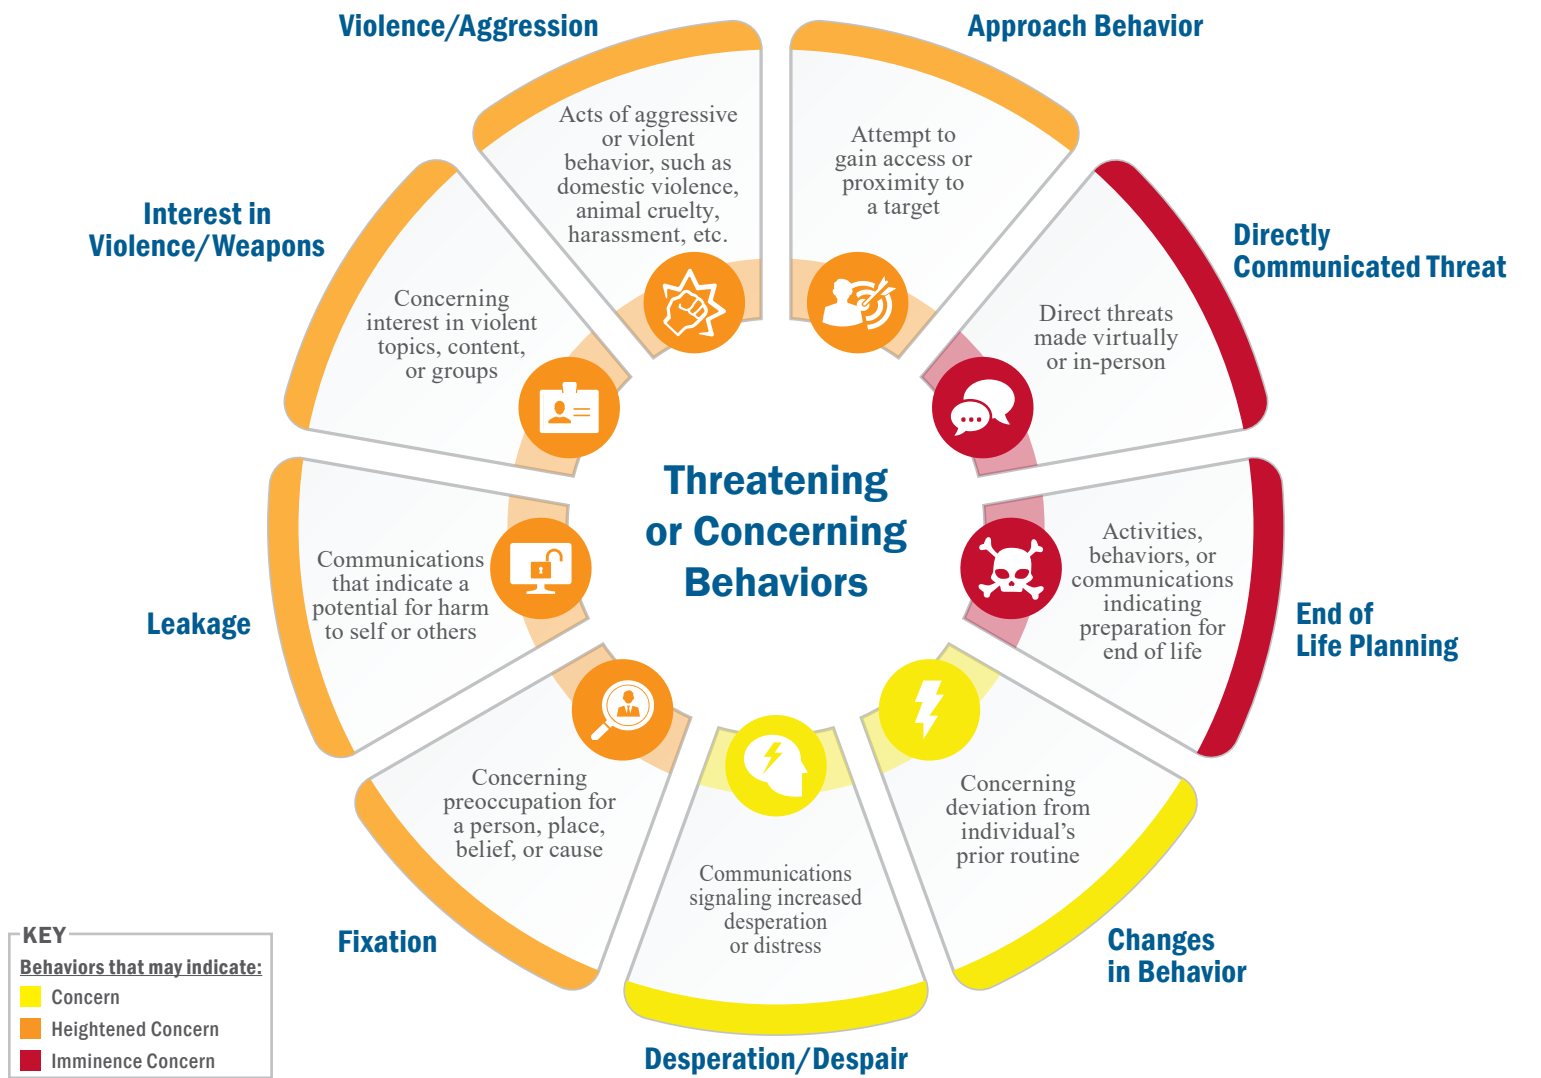 Violence/Aggression
Acts of aggressive
or violent
behavior, such as
domestic violence,
animal cruelty,
harassment, etc.
Approach Behavior
Attempt to
gain access or
proximity to
a target
Directly
Communicated Threat
Direct threats
made virtually
or in-person
End of
Life Planning
Activities,
behaviors, or
communications
indicating
preparation for
end of life
Changes
in Behavior
Concerning
deviation from
individual’s
prior routine
Desperation/Despair
Communications
signaling increased
desperation
or distress
Fixation
Concerning
preoccupation for
a person, place,
belief, or cause
Leakage
Communications
that indicate a
potential for harm
to self or others
Interest in
Violence/Weapons
Concerning
interest in violent
topics, content,
or groups
Threatening
or Concerning
Behaviors
KEY
Behaviors that may indicate:
Concern
Heightened Concern
Imminence Concern